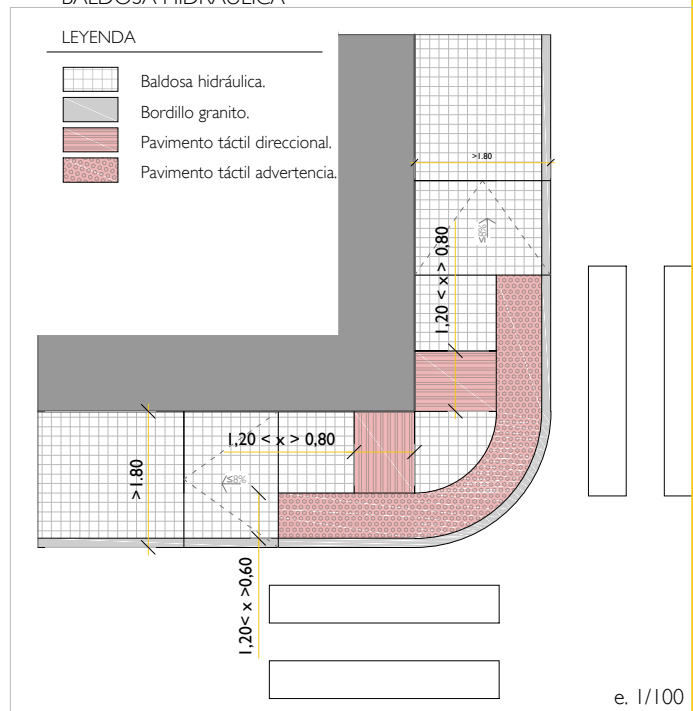 BALDOSA HIDRÁULICA
LEYENDA
Baldosa hidráulica.
Bordillo granito.
Pavimento táctil direccional.
Pavimento táctil advertencia.
>1.80
≤8%
1,20 < x > 0,80
1,20 < x > 0,80
>1.80
≤8%
1,20< x >0,60
e. 1/100